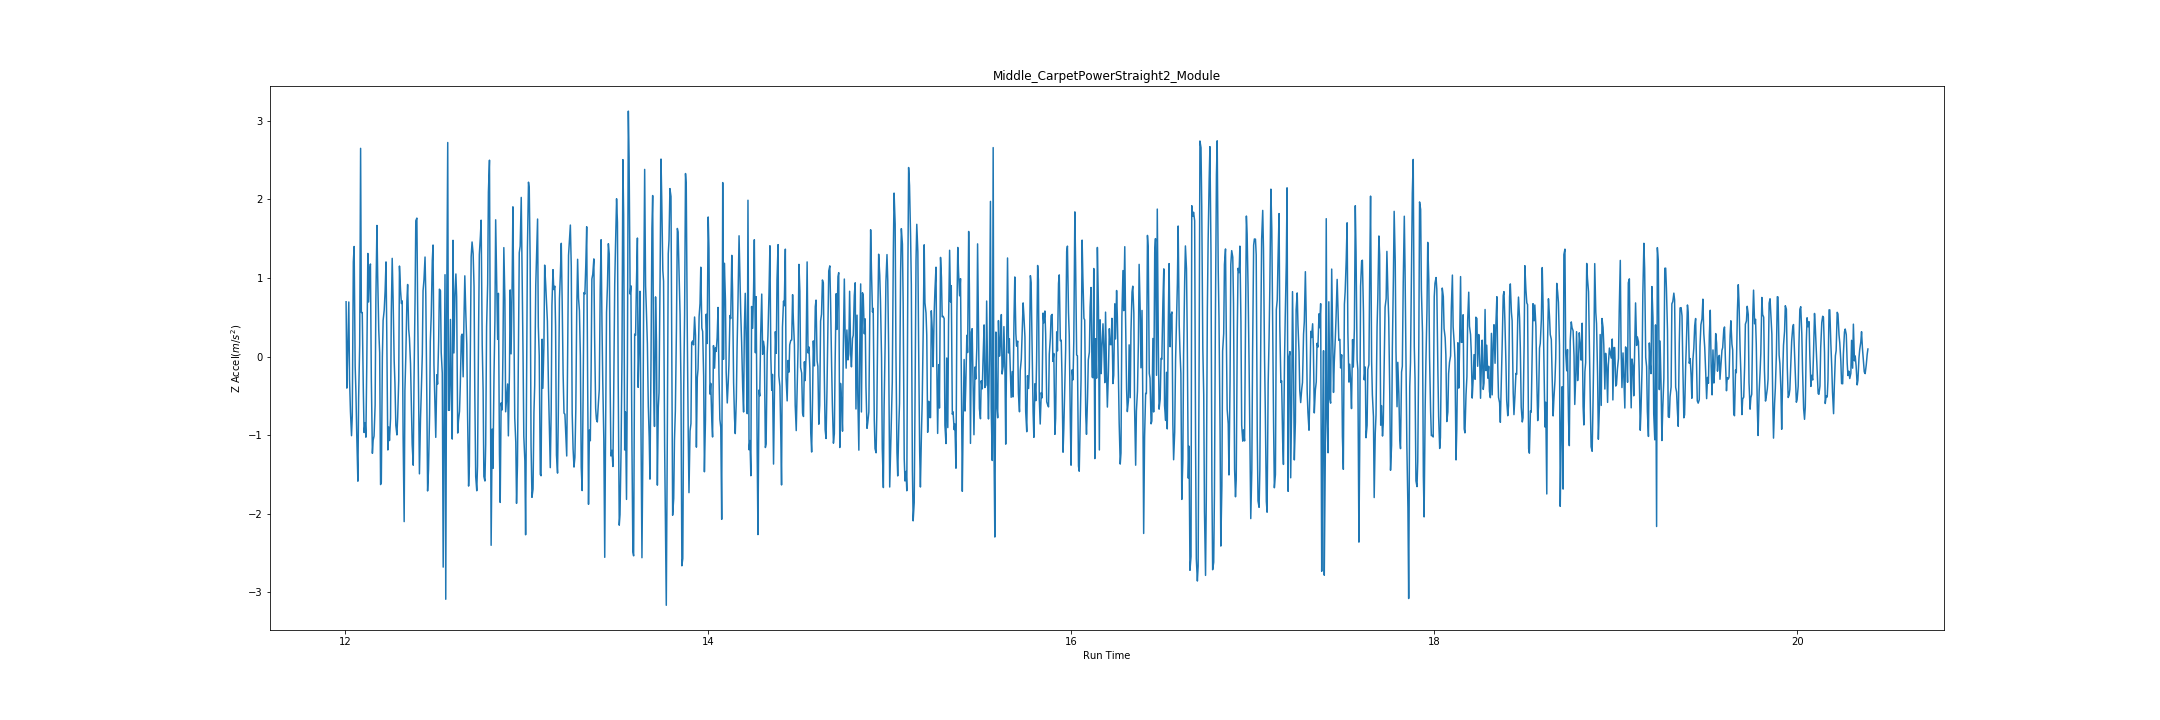 Middle_CarpetPowerStraight2_Module
3
2
1
0
−1
−2
−3
Z Accel(m/s²)
12 14 16 18 20
Run Time